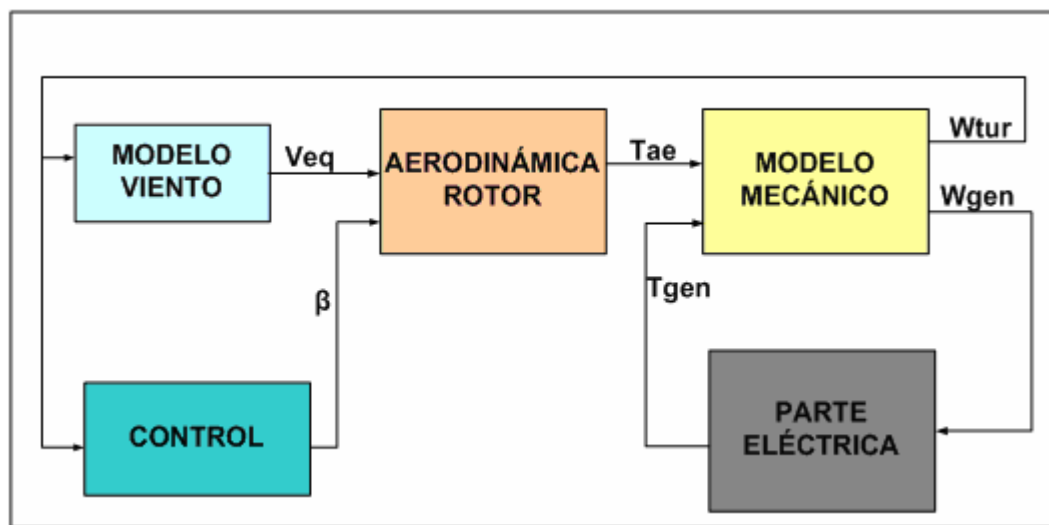 MODELO
VIENTO
Veq
AERODINÁMICA
ROTOR
Tae
MODELO
MECÁNICO
Wtur
Wgen
β
Tgen
CONTROL
PARTE
ELÉCTRICA